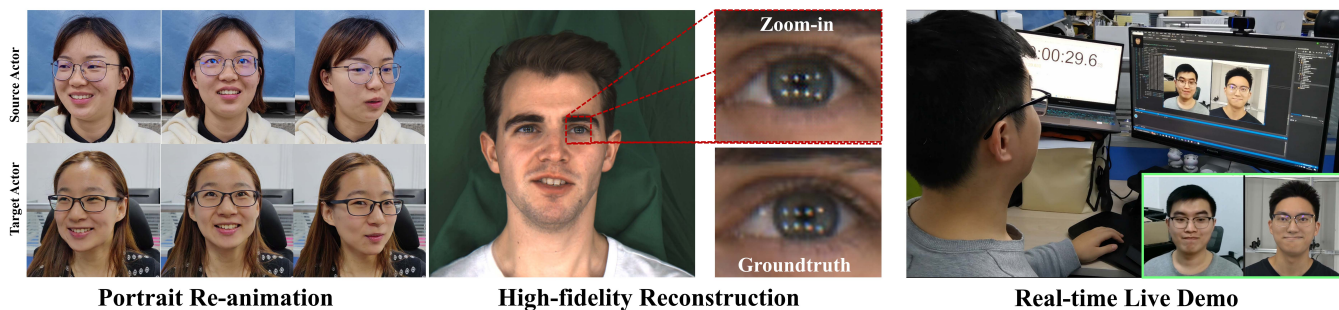 Source Actor
Target Actor
Zoom-in
Groundtruth
:00:29.6
Portrait Re-animation
High-fidelity Reconstruction
Real-time Live Demo